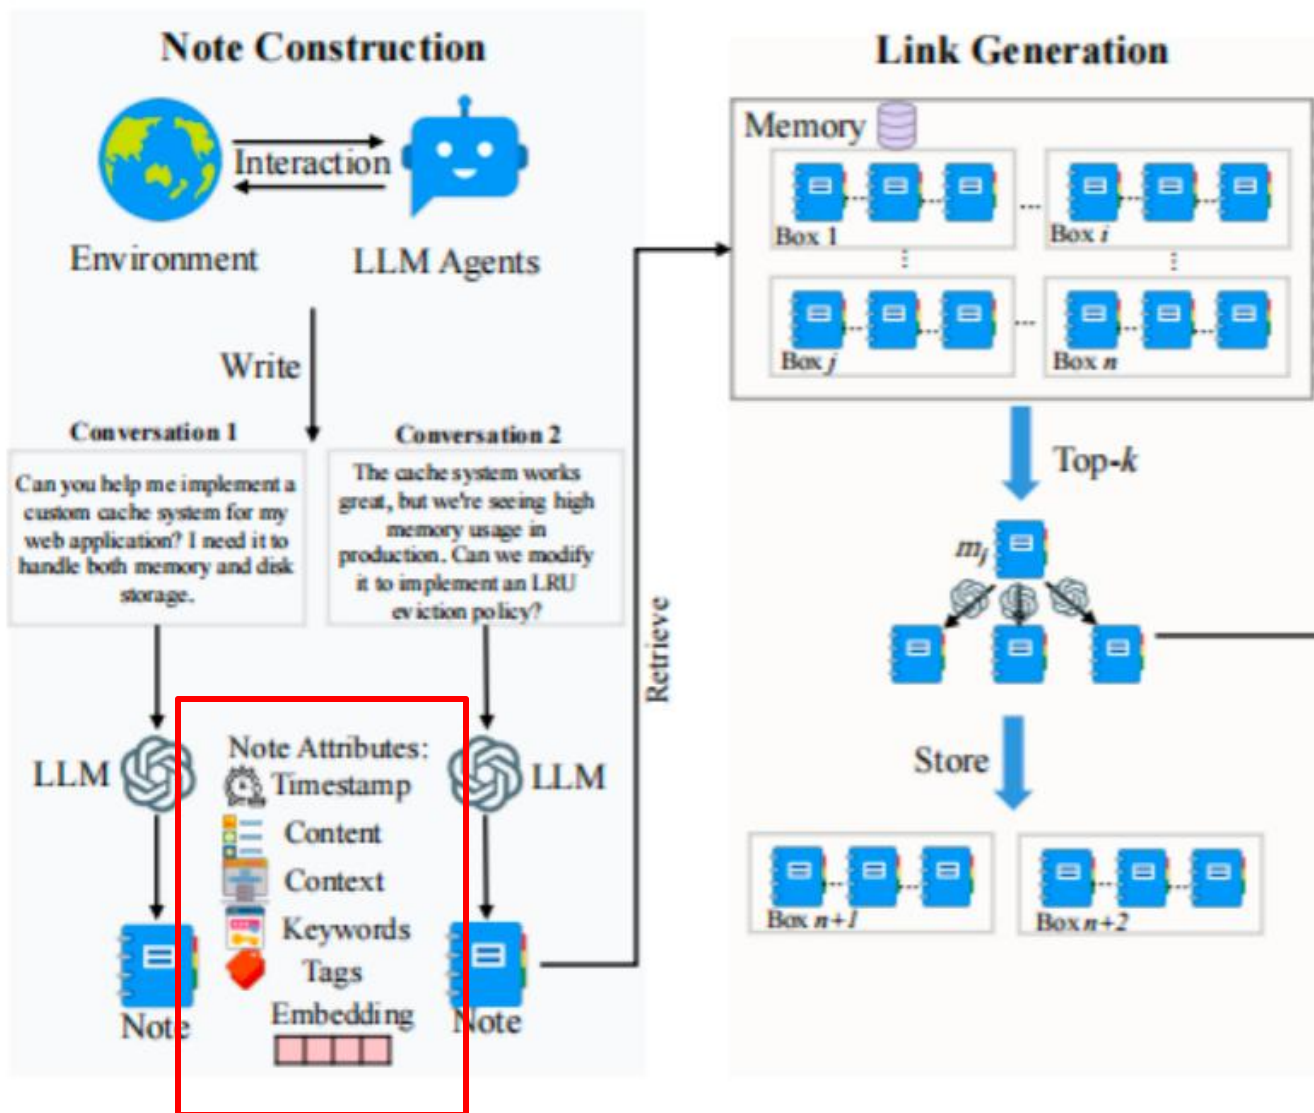 Note Construction
Interaction
Environment
LLM Agents
Write
Conversation 1
Can you help me implement a
custom cache system for my
web application? I need it to
handle both memory and disk
storage.
Conversation 2
The cache system works
great, but we're seeing high
memory usage in
production. Can we modify
it to implement an LRU
eviction policy?
LLM
LLM
Note Attributes:
Timestamp
Content
Context
Keywords
Tags
Embedding
Note
Note
Retrieve
Link Generation
Memory
Box 1
...
Box i
⋮
⋮
Box j
...
Box n
Top-k
mj
Store
Box n+1
Box n+2